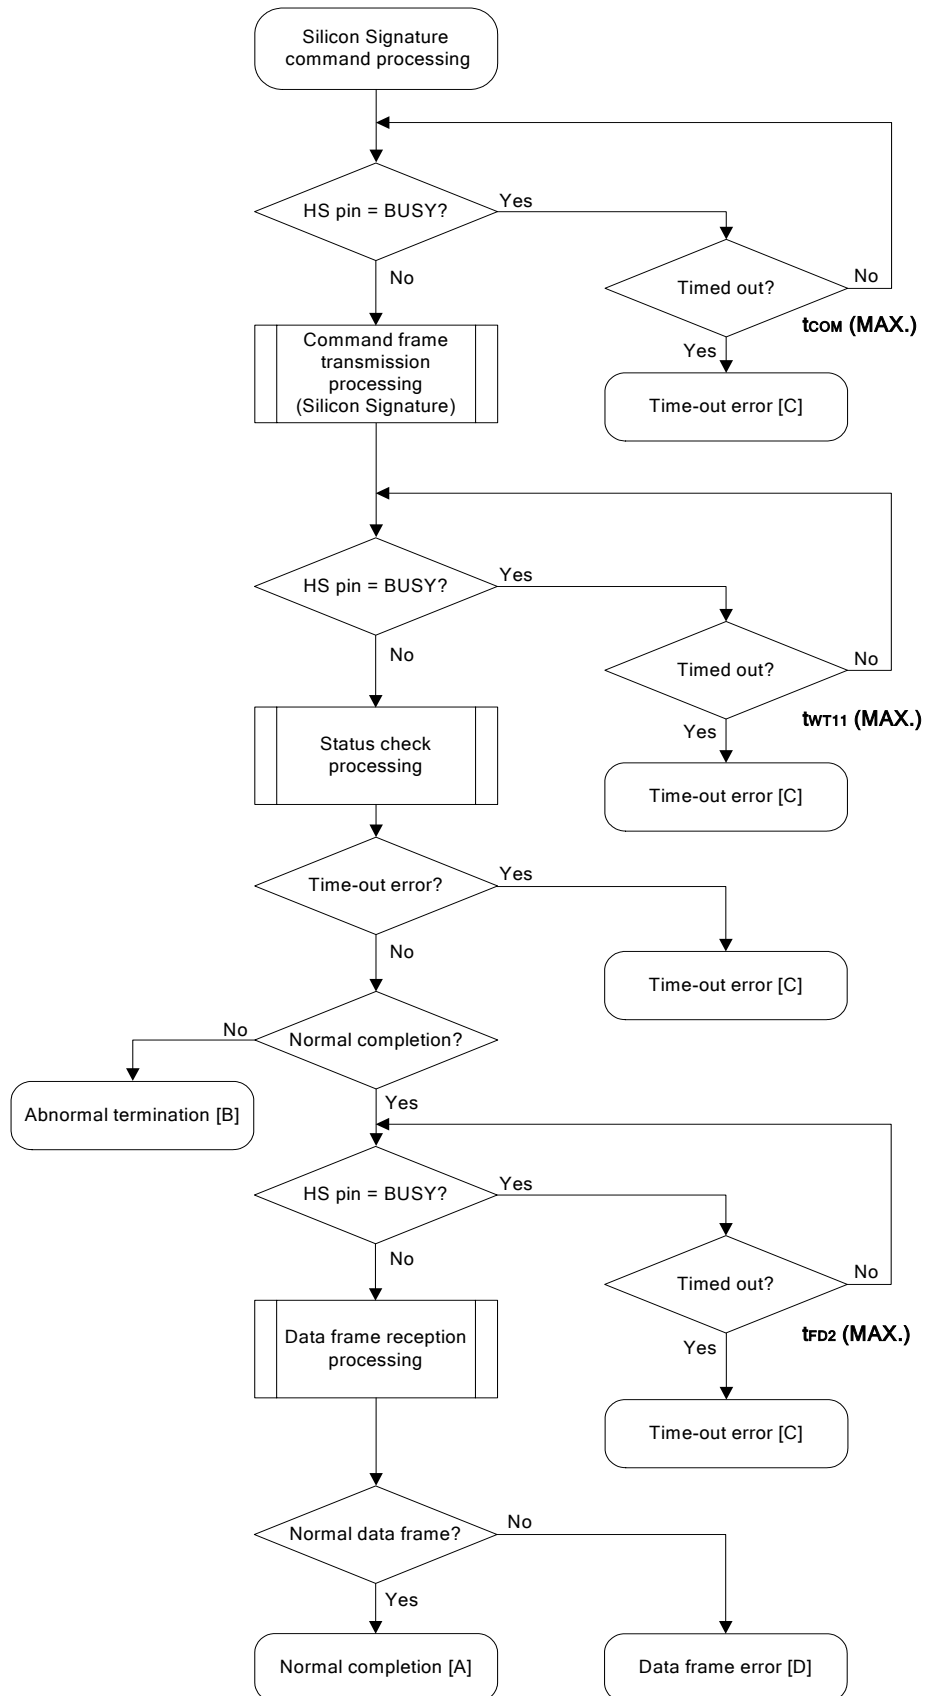 Silicon Signature
command processing
HS pin = BUSY?
Yes
No
Timed out?
No
tCOM (MAX.)
Yes
Time-out error [C]
Command frame
transmission
processing
(Silicon Signature)
HS pin = BUSY?
Yes
No
Timed out?
No
tWT11 (MAX.)
Yes
Time-out error [C]
Status check
processing
Time-out error?
Yes
No
Time-out error [C]
Normal completion?
No
Abnormal termination [B]
Yes
HS pin = BUSY?
Yes
No
Timed out?
No
tFD2 (MAX.)
Yes
Time-out error [C]
Data frame reception
processing
Normal data frame?
No
Yes
Normal completion [A]
Data frame error [D]